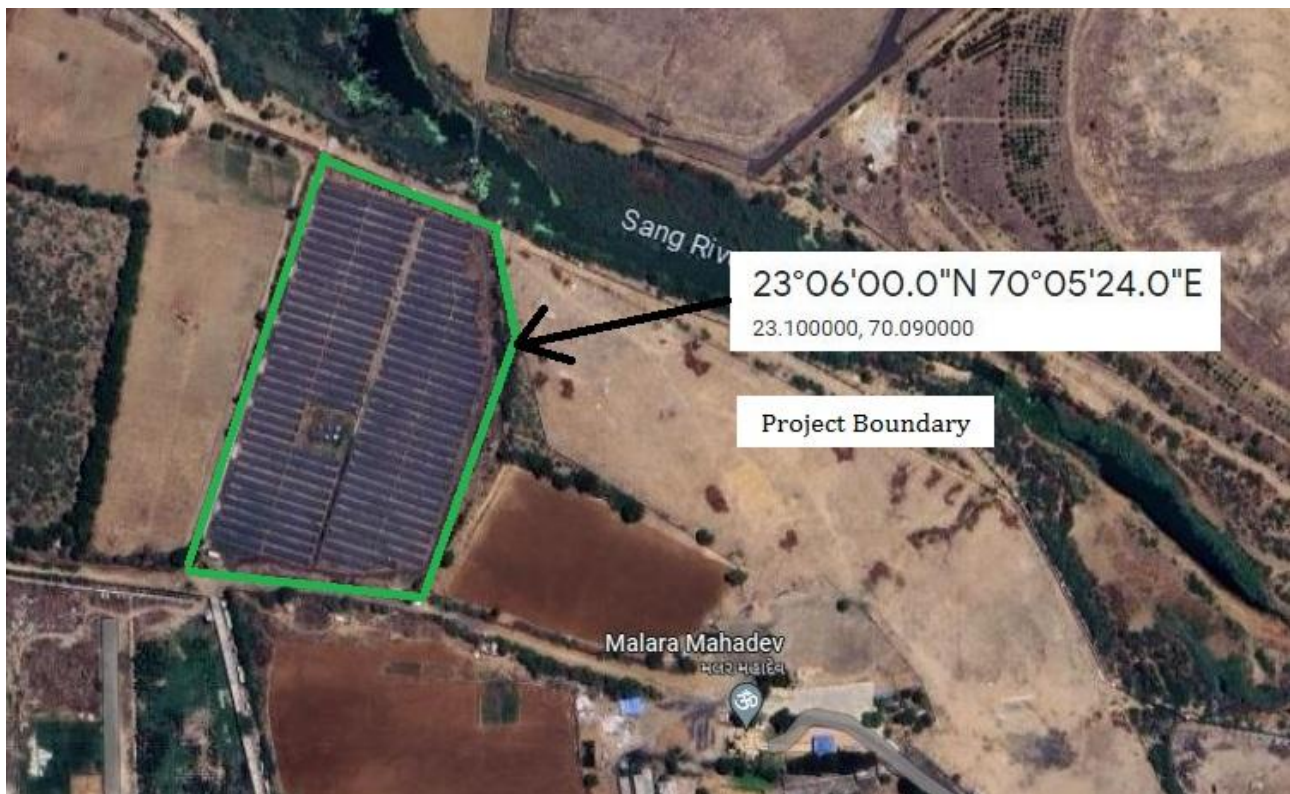 Sang Riv
23°06'00.0"N 70°05'24.0"E
23.100000, 70.090000
Project Boundary
Malara Mahadev
મલર મહાદેવ